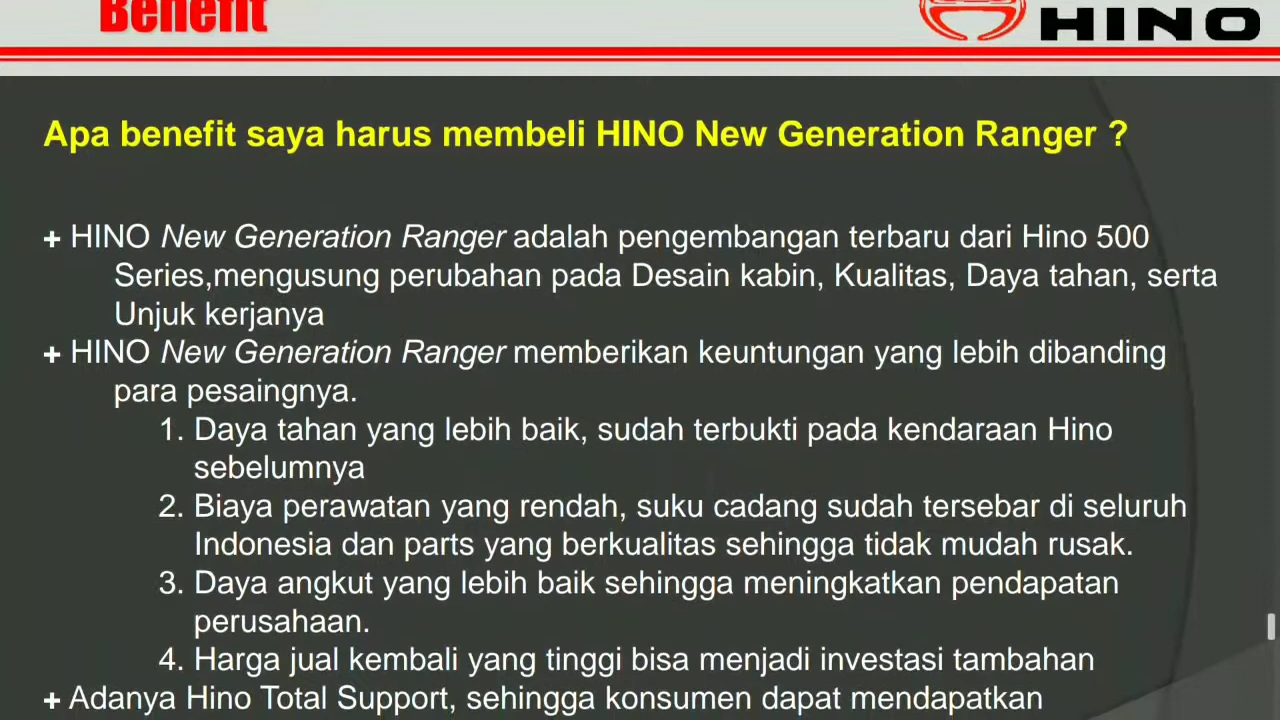 Benefit
HINO
Apa benefit saya harus membeli HINO New Generation Ranger ?
+ HINO New Generation Ranger adalah pengembangan terbaru dari Hino 500
Series,mengusung perubahan pada Desain kabin, Kualitas, Daya tahan, serta
Unjuk kerjanya
+ HINO New Generation Ranger memberikan keuntungan yang lebih dibanding
para pesaingnya.
1. Daya tahan yang lebih baik, sudah terbukti pada kendaraan Hino
sebelumnya
2. Biaya perawatan yang rendah, suku cadang sudah tersebar di seluruh
Indonesia dan parts yang berkualitas sehingga tidak mudah rusak.
3. Daya angkut yang lebih baik sehingga meningkatkan pendapatan
perusahaan.
4. Harga jual kembali yang tinggi bisa menjadi investasi tambahan
+ Adanya Hino Total Support, sehingga konsumen dapat mendapatkan